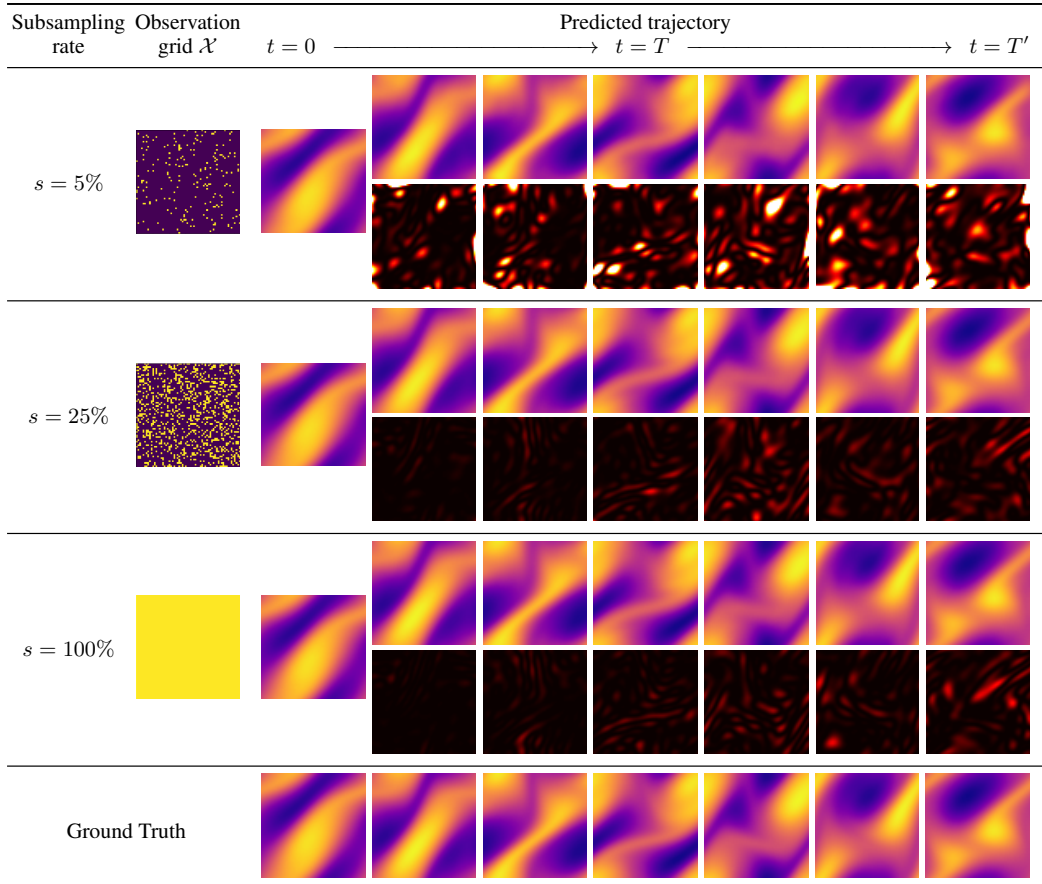 Subsampling rate
Observation grid 𝒳
Predicted trajectory
t = 0 ⟶ t = T ⟶ t = T′
s = 5%
s = 25%
s = 100%
Ground Truth